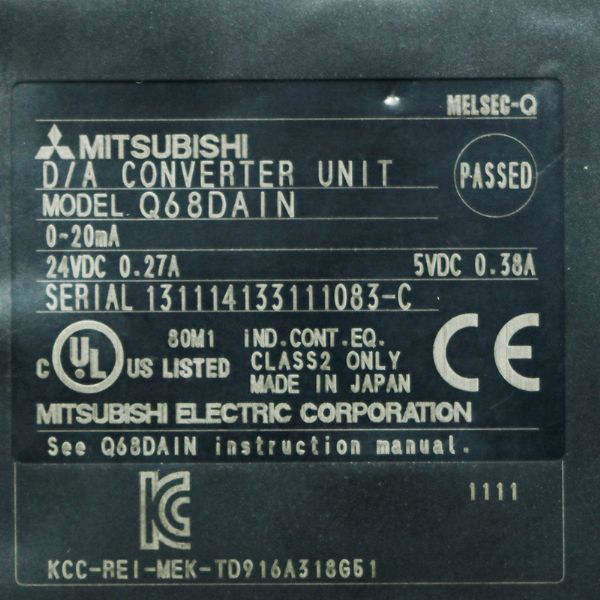 MELSEC-Q
MITSUBISHI
D/A CONVERTER UNIT
PASSED
MODEL Q68DAIN
0~20mA
24VDC 0.27A 5VDC 0.38A
SERIAL 131114133111083-C
80M1 IND.CONT.EQ.
C UL US LISTED CLASS2 ONLY
MADE IN JAPAN
CE
MITSUBISHI ELECTRIC CORPORATION
See Q68DAIN instruction manual.
KC
1111
KCC-REI-MEK-TD916A318G51